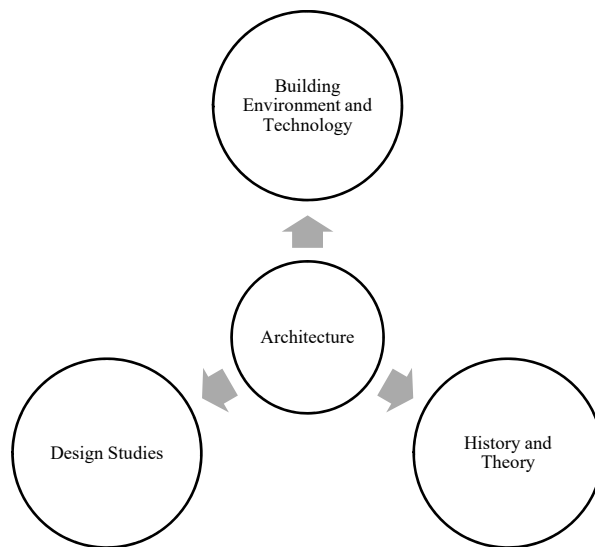 Building
Environment and
Technology
Architecture
Design Studies
History and
Theory